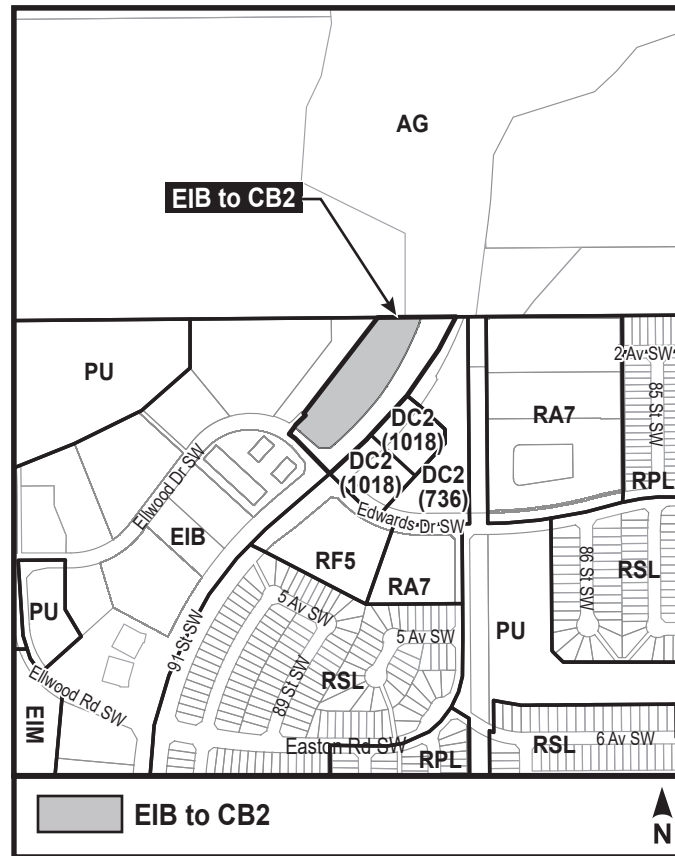 AG
EIB to CB2
PU
2 Av SW
85 St SW
DC2
(1018)
RA7
DC2
(1018)
DC2
(736)
RPL
Ellwood Dr SW
Edwards Dr SW
EIB
RF5
RA7
86 St SW
RSL
PU
5 Av SW
5 Av SW
PU
91 St SW
89 St SW
RSL
Ellwood Rd SW
EIM
Easton Rd SW
RPL
RSL
6 Av SW
EIB to CB2
N